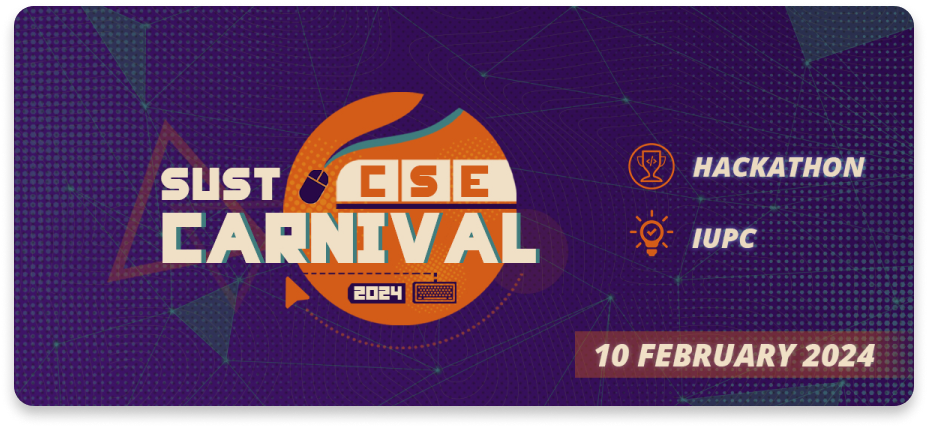 SUST CSE
CARNIVAL
2024
HACKATHON
IUPC
10 FEBRUARY 2024